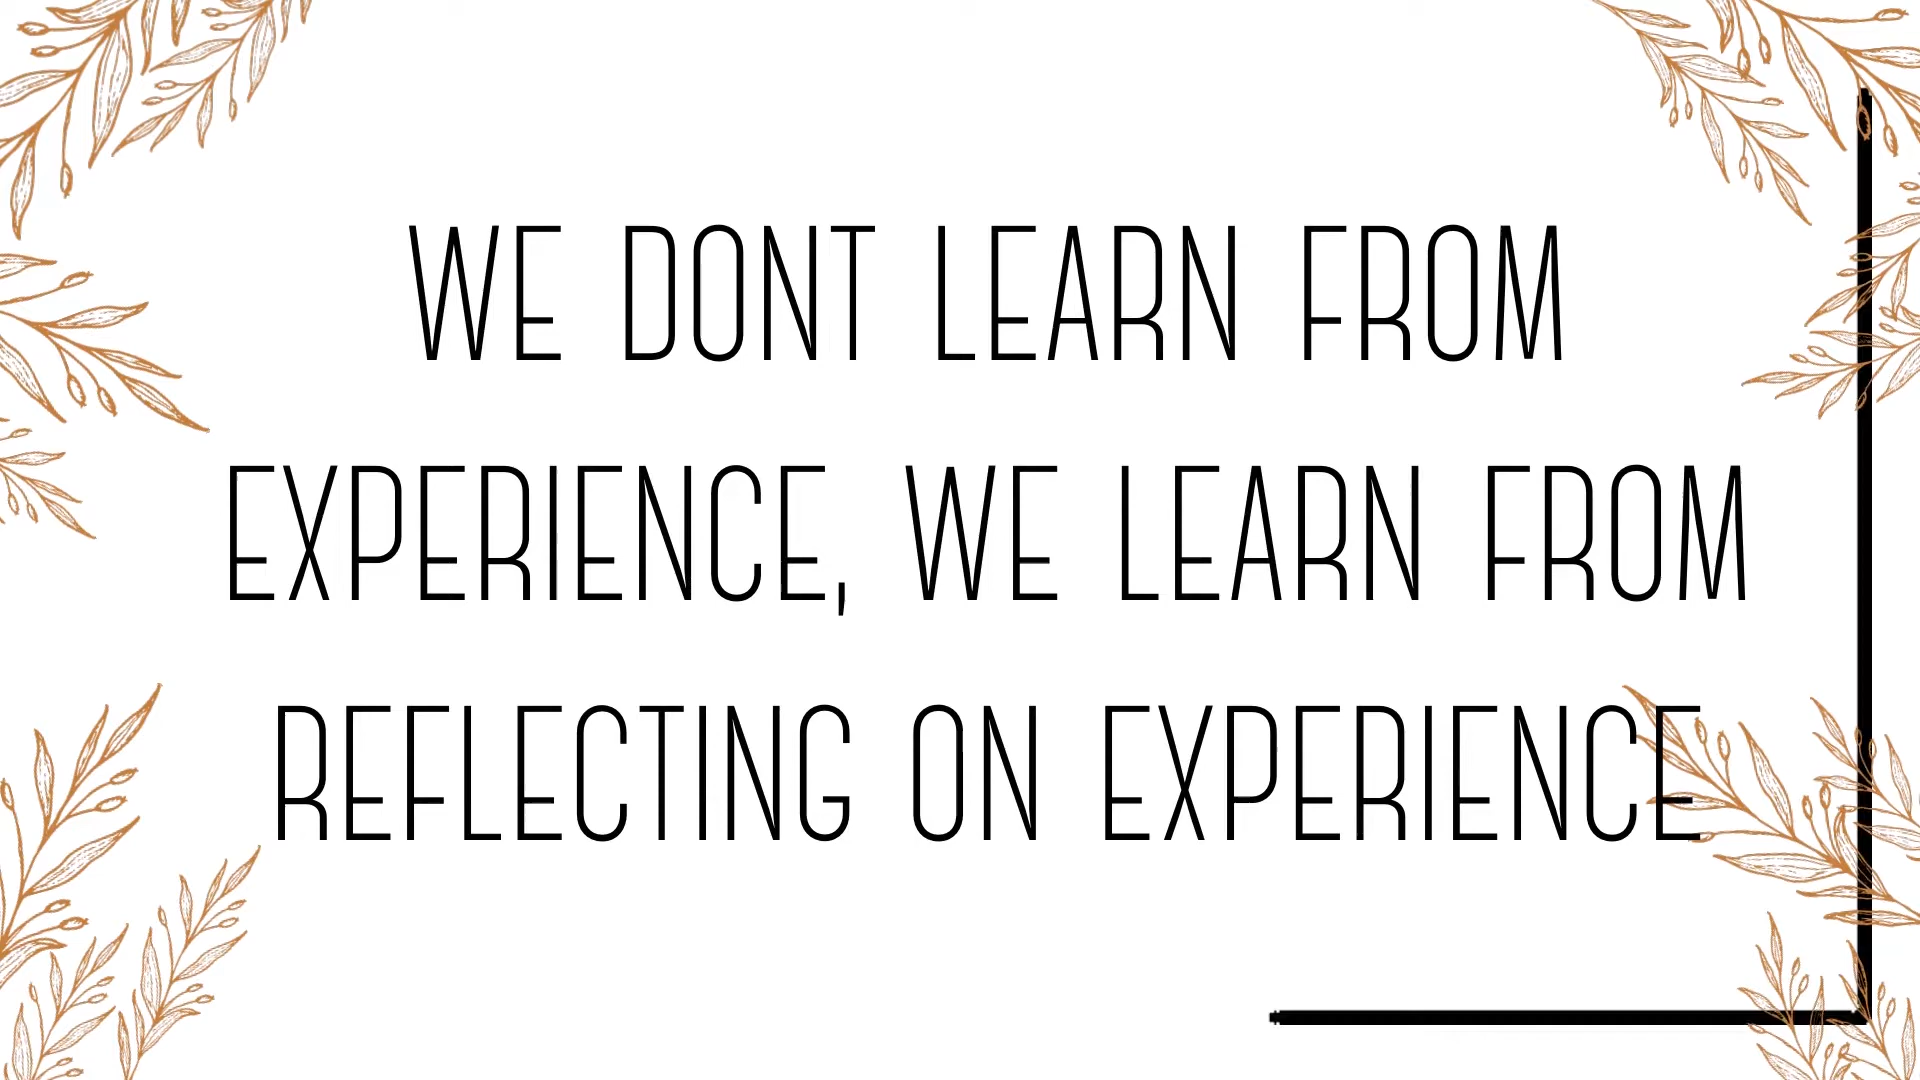 WE DONT LEARN FROM
EXPERIENCE, WE LEARN FROM
REFLECTING ON EXPERIENCE